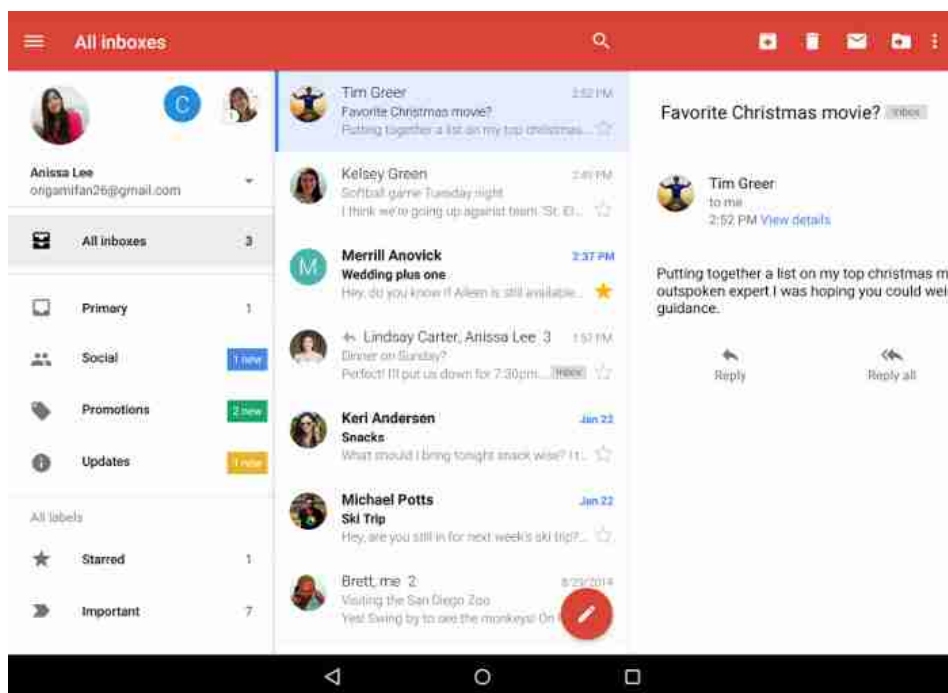 All inboxes
C
Anissa Lee
origamifan26@gmail.com
All inboxes 3
Primary 1
Social 1 new
Promotions 2 new
Updates 1 new
All labels
Starred 1
Important 7
Tim Greer 2:52 PM
Favorite Christmas movie?
Putting together a list on my top christmas...
Kelsey Green 2:49 PM
Softball game Tuesday night
I think we're going up against team "St. El...
M
Merrill Anovick 2:37 PM
Wedding plus one
Hey, do you know if Aileen is still available...
Lindsay Carter, Anissa Lee 3 1:57 PM
Dinner on Sunday?
Perfect! I'll put us down for 7:30pm... Inbox
Keri Andersen Jan 22
Snacks
What should I bring tonight snack wise? I t...
Michael Potts Jan 22
Ski Trip
Hey, are you still in for next week's ski trip?...
Brett, me 2 8/29/2014
Visiting the San Diego Zoo
Yes! Swing by to see the monkeys! On
Favorite Christmas movie? Inbox
Tim Greer
to me
2:52 PM View details
Putting together a list on my top christmas m
outspoken expert I was hoping you could wei
guidance.
Reply Reply all